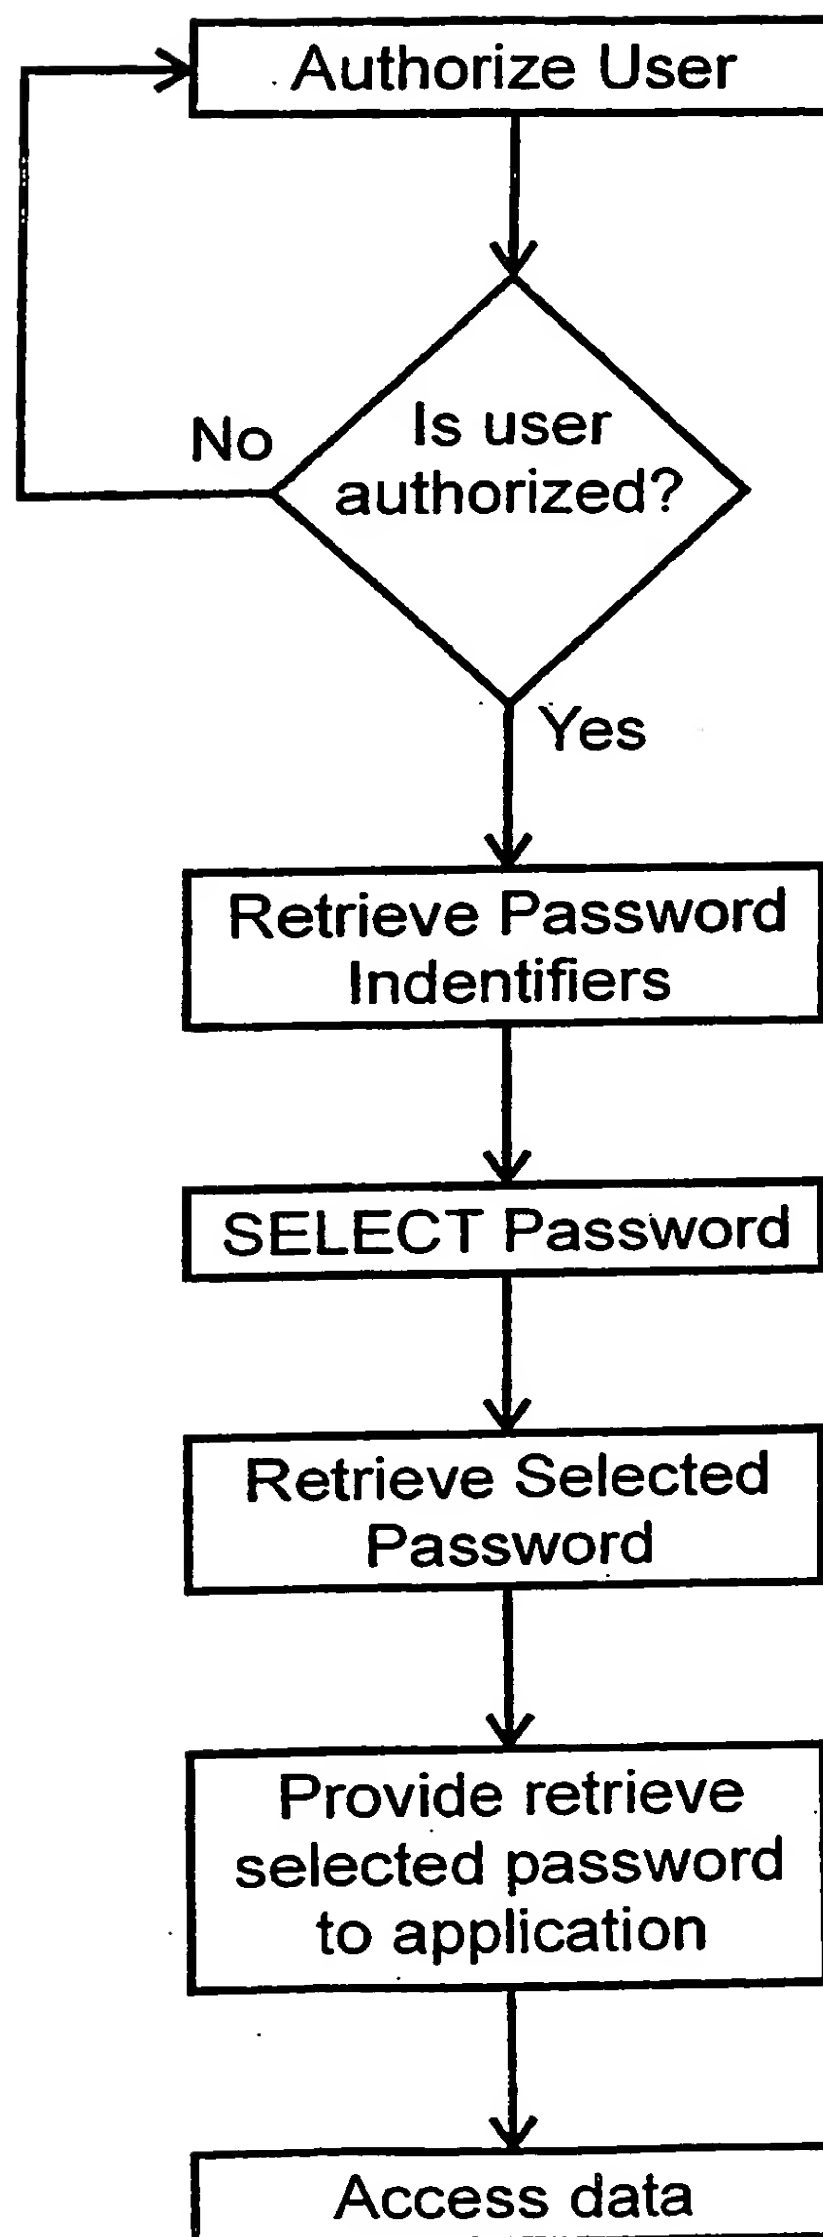 Authorize User
Is user
authorized?
No
Yes
Retrieve Password
Indentifiers
SELECT Password
Retrieve Selected
Password
Provide retrieve
selected password
to application
Access data